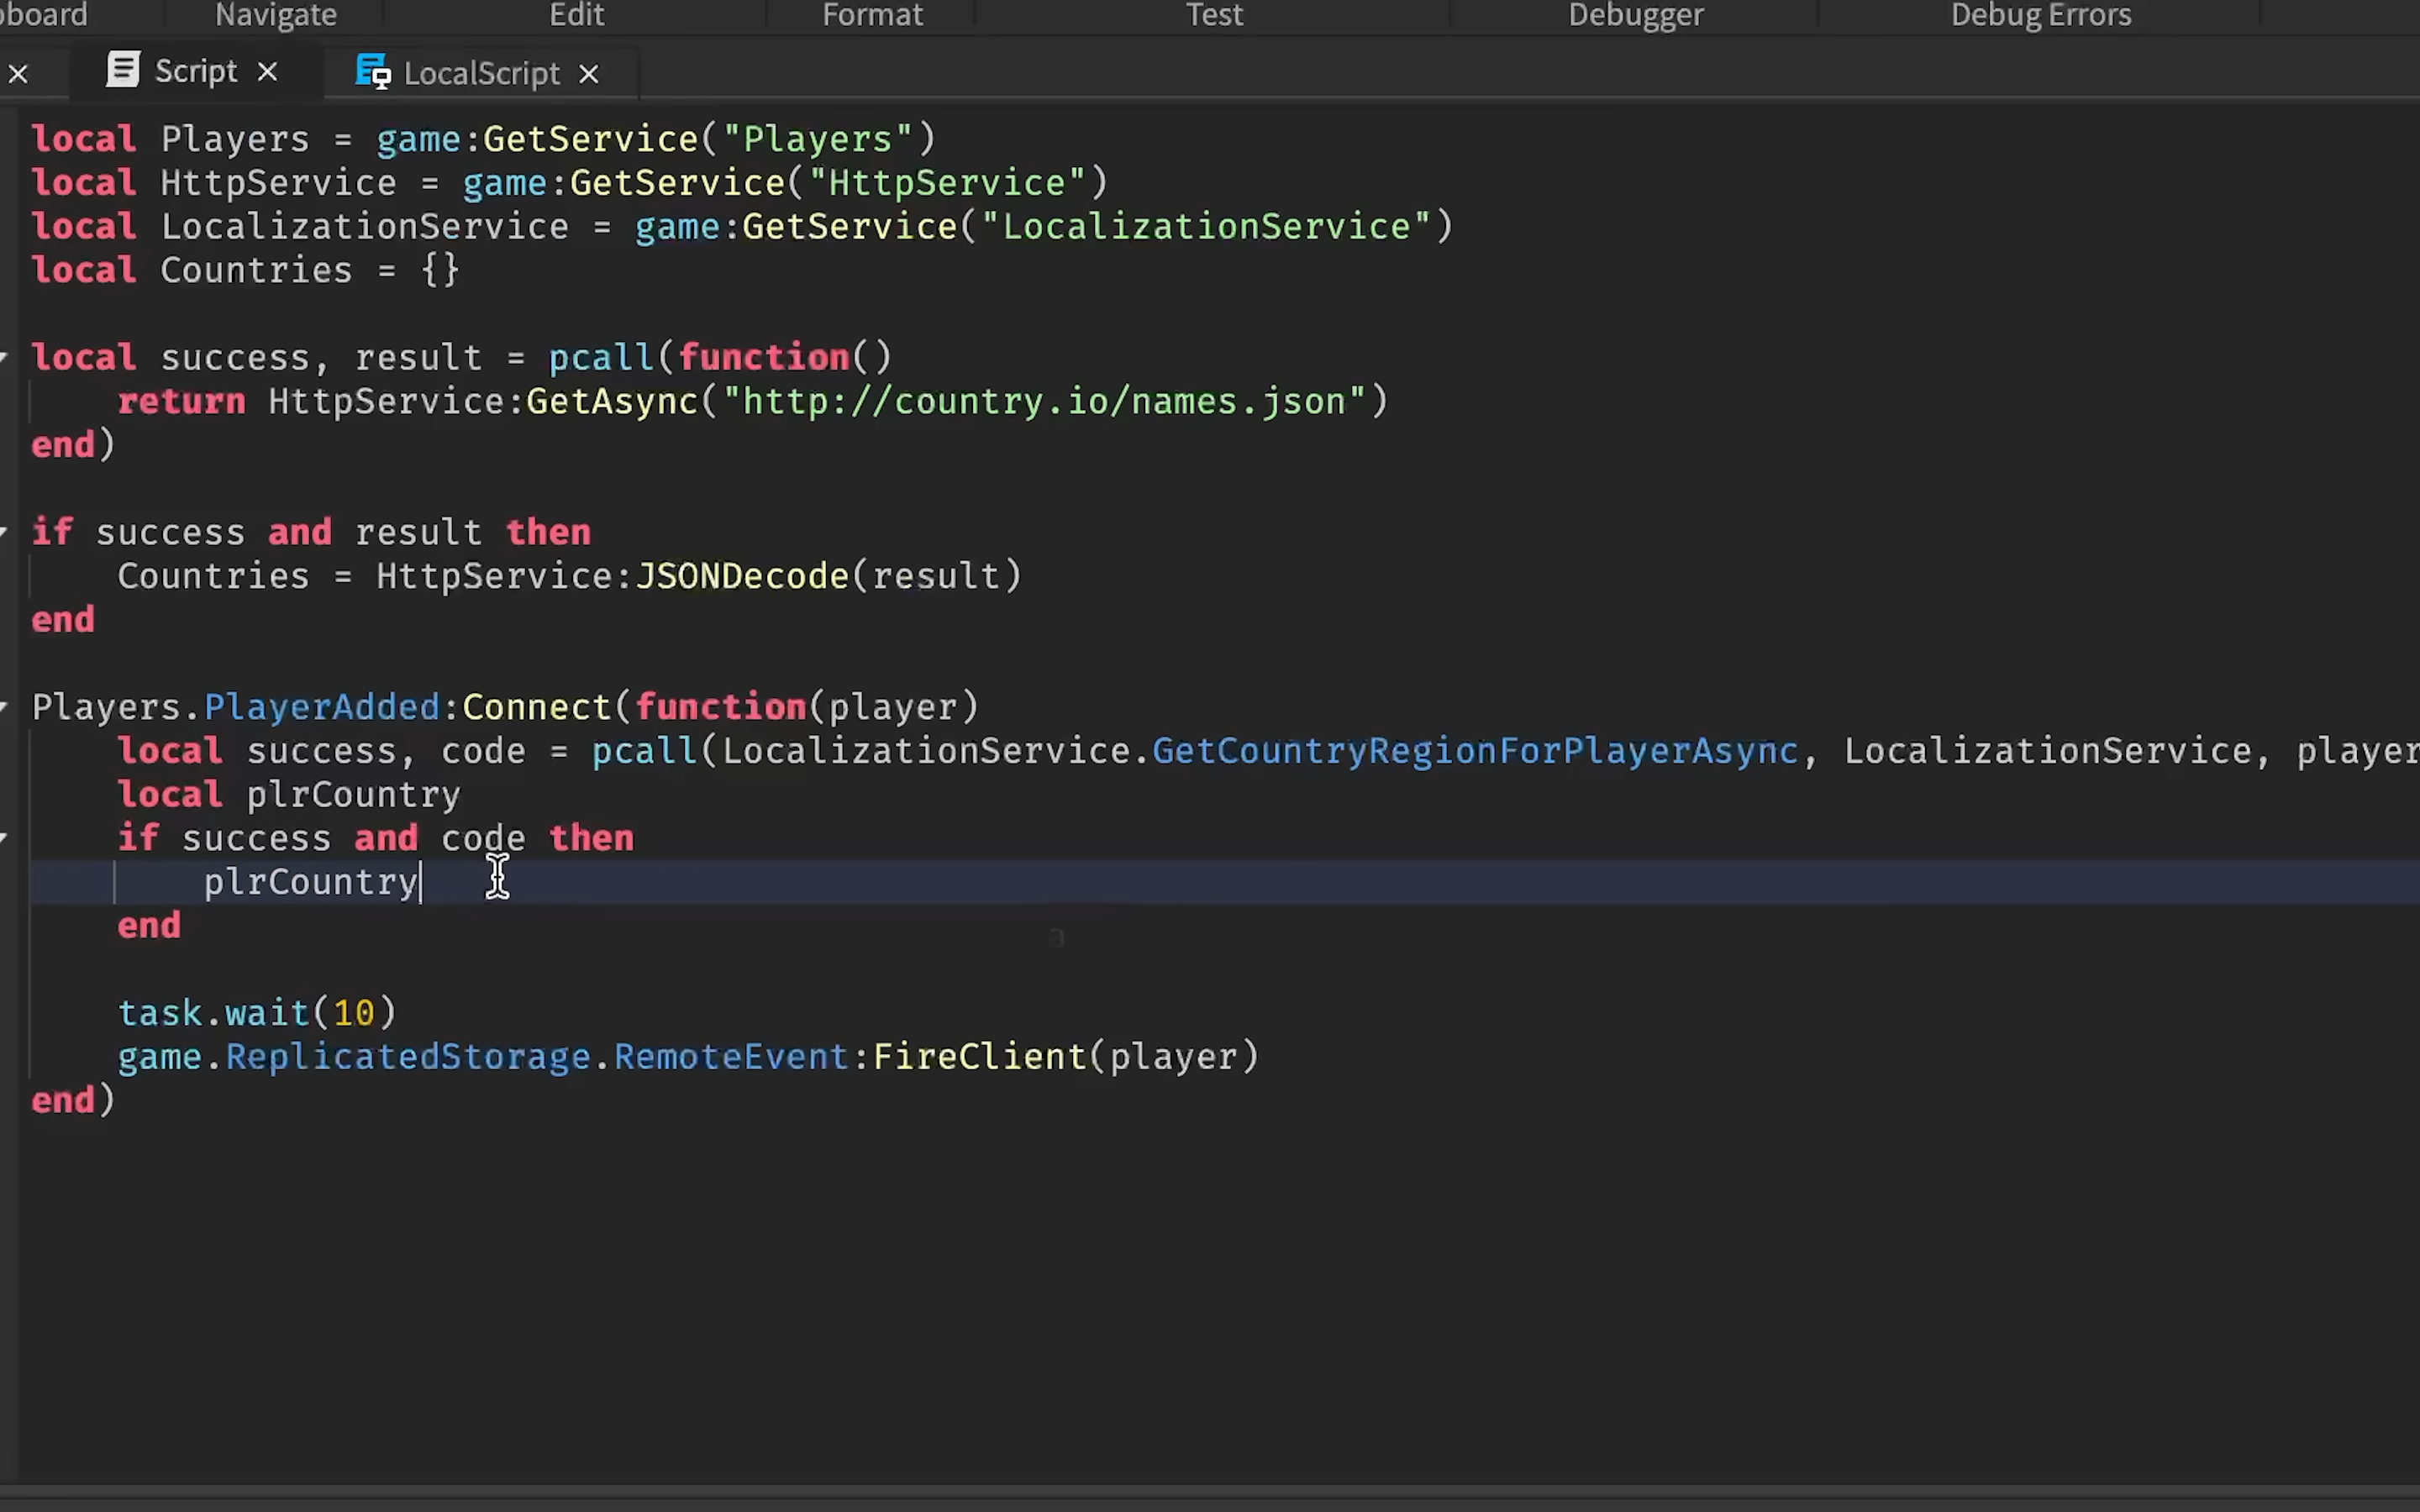 oboard Navigate Edit Format Test Debugger Debug Errors
Script LocalScript
local Players = game:GetService("Players")
local HttpService = game:GetService("HttpService")
local LocalizationService = game:GetService("LocalizationService")
local Countries = {}
local success, result = pcall(function()
return HttpService:GetAsync("http://country.io/names.json")
end)
if success and result then
Countries = HttpService:JSONDecode(result)
end
Players.PlayerAdded:Connect(function(player)
local success, code = pcall(LocalizationService.GetCountryRegionForPlayerAsync, LocalizationService, player
local plrCountry
if success and code then
plrCountry
end
a
task.wait(10)
game.ReplicatedStorage.RemoteEvent:FireClient(player)
end)